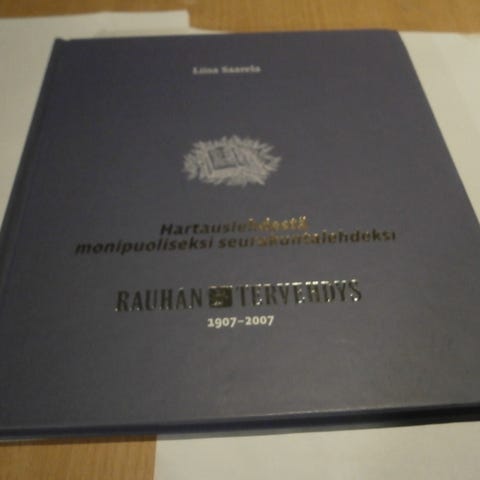 Liisa Saarela
Hartauslehdestä
monipuoliseksi seurakuntalehdeksi
RAUHAN TERVEHDYS
1907–2007